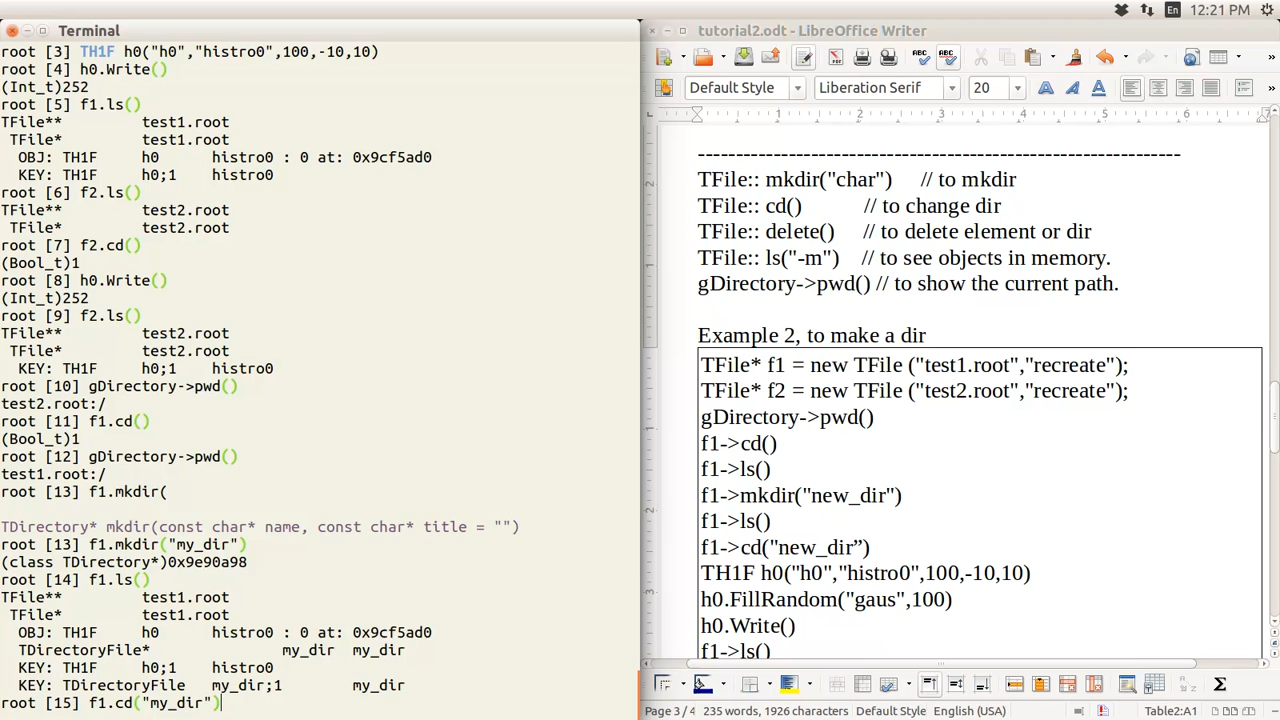 En 12:21 PM
Terminal
root [3] TH1F h0("h0","histro0",100,-10,10)
root [4] h0.Write()
(Int_t)252
root [5] f1.ls()
TFile** test1.root
TFile* test1.root
OBJ: TH1F h0 histro0 : 0 at: 0x9cf5ad0
KEY: TH1F h0;1 histro0
root [6] f2.ls()
TFile** test2.root
TFile* test2.root
root [7] f2.cd()
(Bool_t)1
root [8] h0.Write()
(Int_t)252
root [9] f2.ls()
TFile** test2.root
TFile* test2.root
KEY: TH1F h0;1 histro0
root [10] gDirectory->pwd()
test2.root:/
root [11] f1.cd()
(Bool_t)1
root [12] gDirectory->pwd()
test1.root:/
root [13] f1.mkdir(
TDirectory* mkdir(const char* name, const char* title = "")
root [13] f1.mkdir("my_dir")
(class TDirectory*)0x9e90a98
root [14] f1.ls()
TFile** test1.root
TFile* test1.root
OBJ: TH1F h0 histro0 : 0 at: 0x9cf5ad0
TDirectoryFile* my_dir my_dir
KEY: TH1F h0;1 histro0
KEY: TDirectoryFile my_dir;1 my_dir
root [15] f1.cd("my_dir")
tutorial2.odt - LibreOffice Writer
Default Style Liberation Serif 20
1 2 3 4 5 6 7
--------------------------------------------------------------
TFile:: mkdir("char") // to mkdir
TFile:: cd() // to change dir
TFile:: delete() // to delete element or dir
TFile:: ls("-m") // to see objects in memory.
gDirectory->pwd() // to show the current path.
Example 2, to make a dir
TFile* f1 = new TFile ("test1.root","recreate");
TFile* f2 = new TFile ("test2.root","recreate");
gDirectory->pwd()
f1->cd()
f1->ls()
f1->mkdir("new_dir")
f1->ls()
f1->cd("new_dir”)
TH1F h0("h0","histro0",100,-10,10)
h0.FillRandom("gaus",100)
h0.Write()
f1->ls()
Page 3 / 4 235 words, 1926 characters Default Style English (USA) Table2:A1